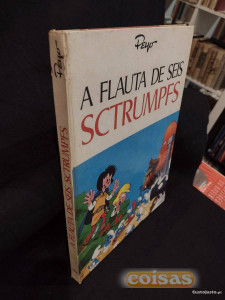 Peyo
A FLAUTA DE SEIS
SCTRUMPFS
A FLAUTA DE SEIS SCTRUMPFS
coisas